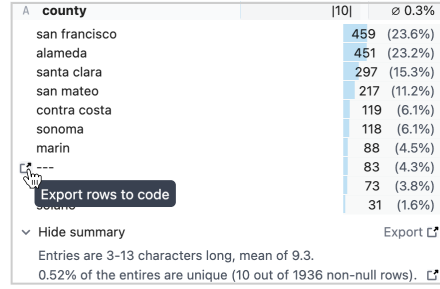 A county |10| ∅ 0.3%
san francisco 459 (23.6%)
alameda 451 (23.2%)
santa clara 297 (15.3%)
san mateo 217 (11.2%)
contra costa 119 (6.1%)
sonoma 118 (6.1%)
marin 88 (4.5%)
--- 83 (4.3%)
Export rows to code 73 (3.8%)
solano 31 (1.6%)
Hide summary Export
Entries are 3-13 characters long, mean of 9.3.
0.52% of the entires are unique (10 out of 1936 non-null rows).